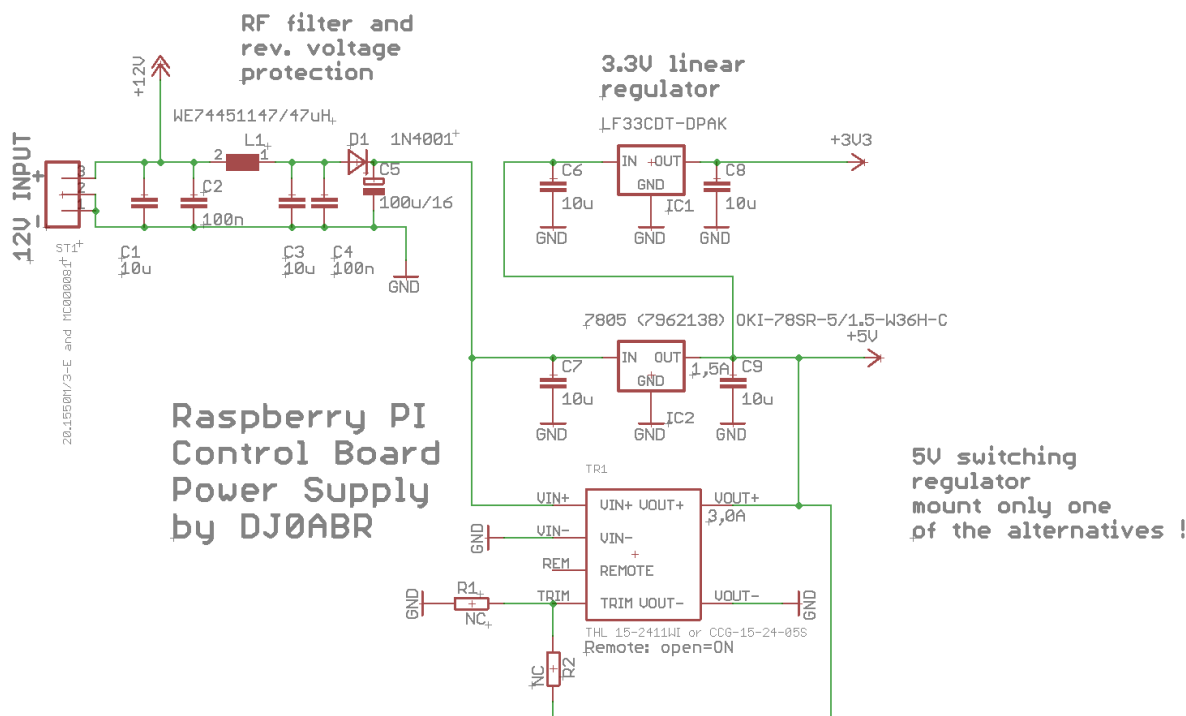 RF filter and
rev. voltage
protection
+12V
WE74451147/47uH
L1
2
1
D1
1N4001
C5
100u/16
12V INPUT
+
-
3
2
1
ST1
20.1550M/3-E and MC000081
C1
10u
C2
100n
C3
10u
C4
100n
GND
3.3V linear
regulator
LF33CDT-DPAK
IN
OUT
GND
IC1
C6
10u
GND
GND
C8
10u
GND
+3V3
7805 (7962138) OKI-78SR-5/1.5-W36H-C
+5V
IN
OUT
GND
1,5A
IC2
C7
10u
GND
GND
C9
10u
GND
Raspberry PI
Control Board
Power Supply
by DJ0ABR
5V switching
regulator
mount only one
of the alternatives !
TR1
VIN+
VIN+
VOUT+
VOUT+
3,0A
GND
VIN-
VIN-
REM
REMOTE
GND
R1
NC
TRIM
TRIM
VOUT-
VOUT-
GND
THL 15-2411WI or CCG-15-24-05S
Remote: open=ON
NC
R2